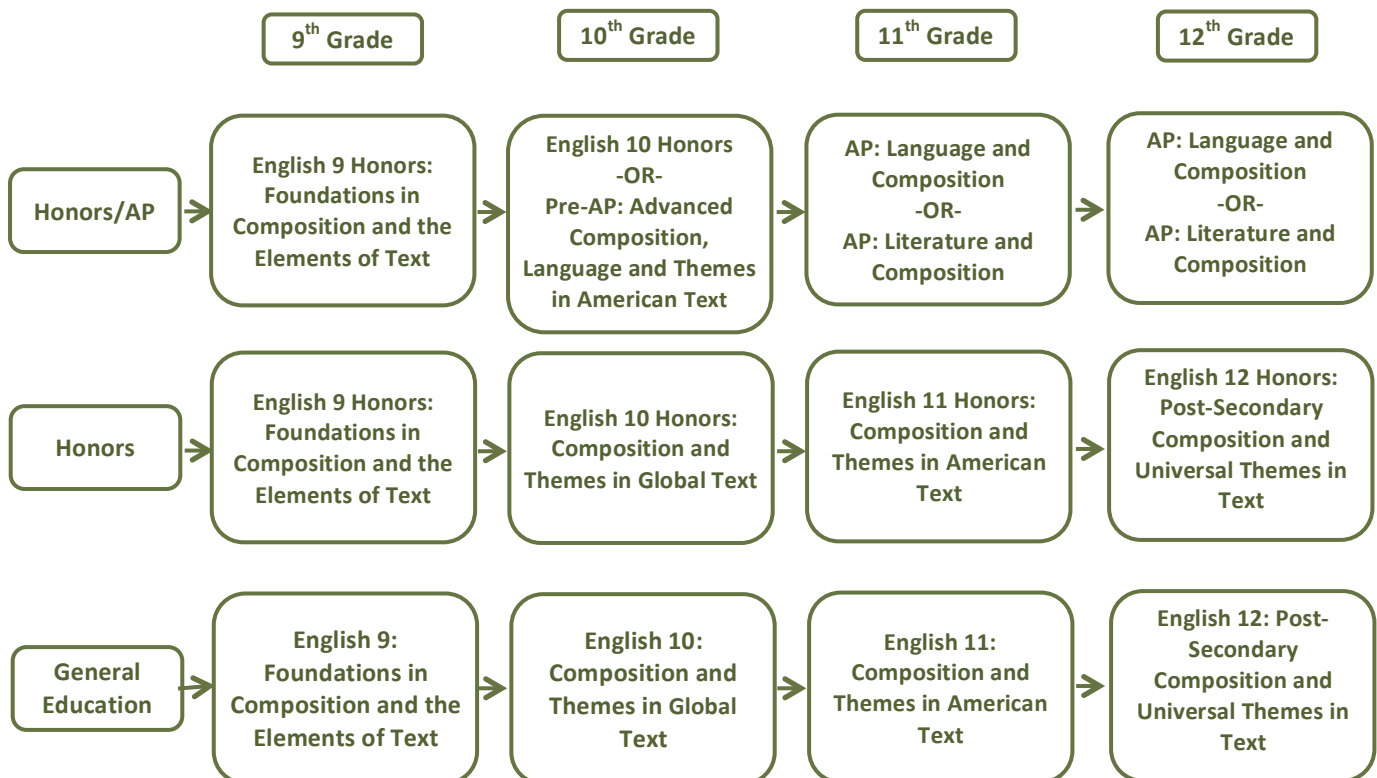 9th Grade
10th Grade
11th Grade
12th Grade
Honors/AP
English 9 Honors:
Foundations in
Composition and the
Elements of Text
English 10 Honors
-OR-
Pre-AP: Advanced
Composition,
Language and Themes
in American Text
AP: Language and
Composition
-OR-
AP: Literature and
Composition
AP: Language and
Composition
-OR-
AP: Literature and
Composition
Honors
English 9 Honors:
Foundations in
Composition and the
Elements of Text
English 10 Honors:
Composition and
Themes in Global Text
English 11 Honors:
Composition and
Themes in American
Text
English 12 Honors:
Post-Secondary
Composition and
Universal Themes in
Text
General
Education
English 9:
Foundations in
Composition and the
Elements of Text
English 10:
Composition and
Themes in Global
Text
English 11:
Composition and
Themes in American
Text
English 12: Post-
Secondary
Composition and
Universal Themes in
Text